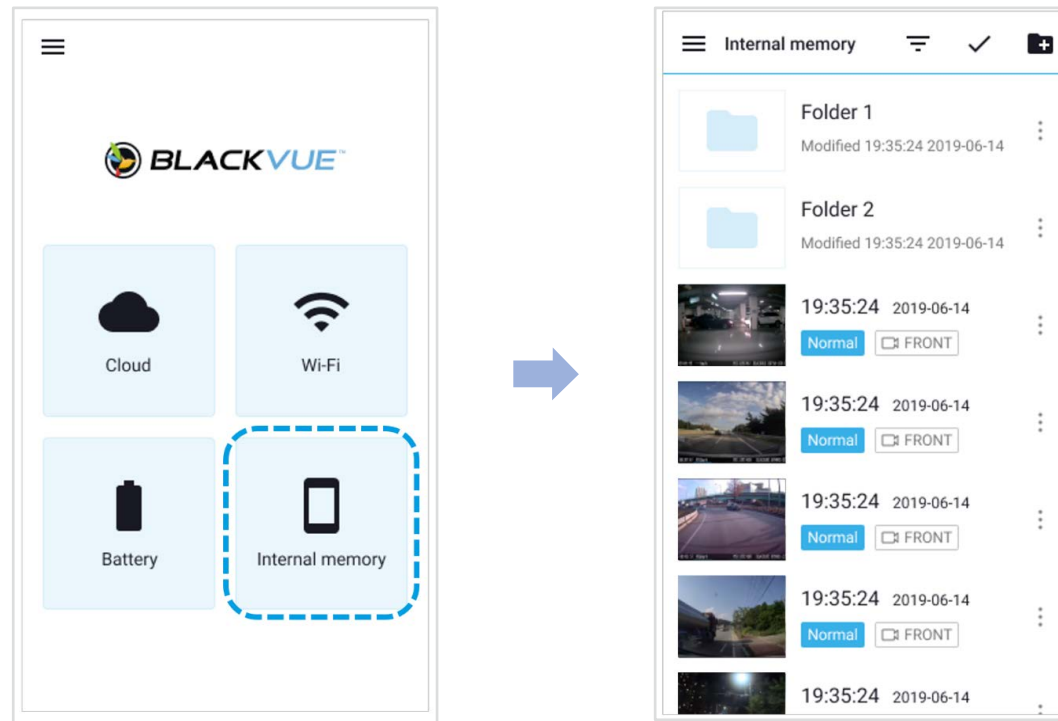 BLACKVUE™
Cloud
Wi-Fi
Battery
Internal memory
Internal memory
Folder 1
Modified 19:35:24 2019-06-14
Folder 2
Modified 19:35:24 2019-06-14
19:35:24 2019-06-14
Normal FRONT
19:35:24 2019-06-14
Normal FRONT
19:35:24 2019-06-14
Normal FRONT
19:35:24 2019-06-14
Normal FRONT
19:35:24 2019-06-14